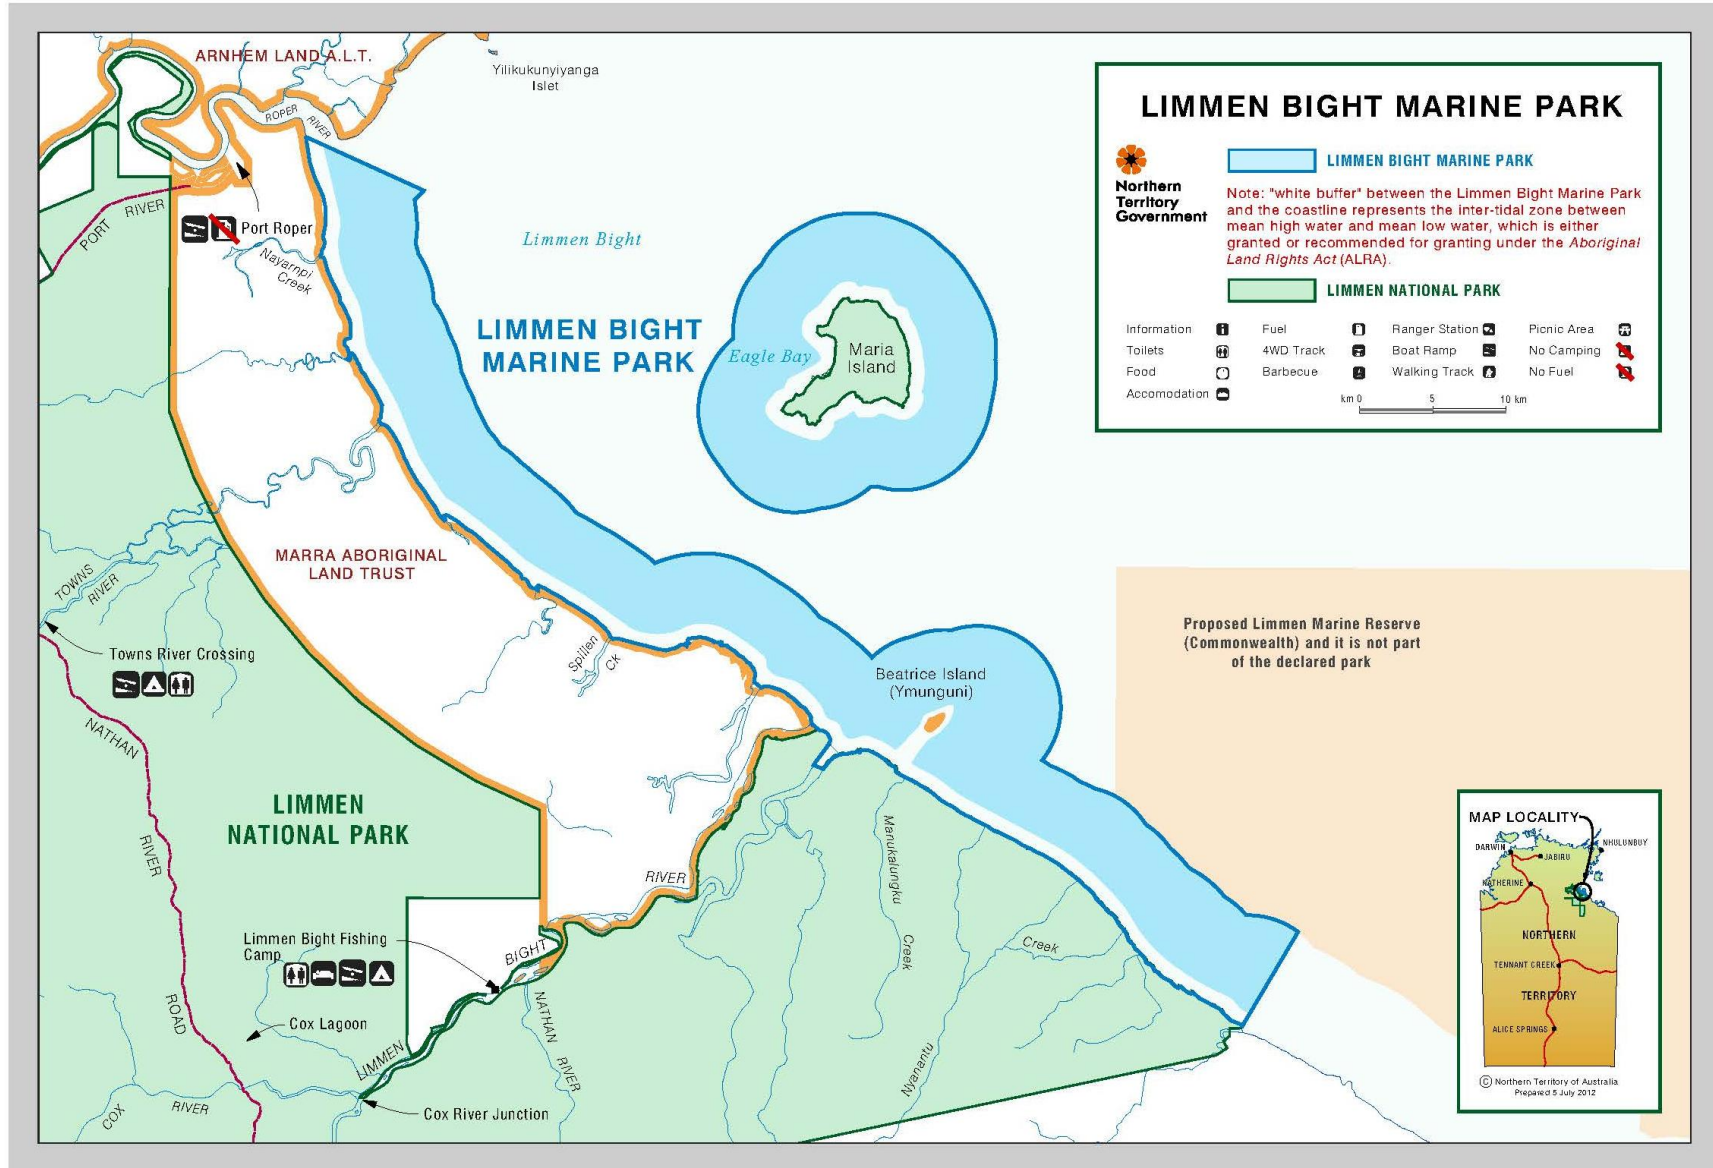 ARNHEM LAND A.L.T.
Yilikukunyiyanga
Islet
ROPER
RIVER
PORT
RIVER
Port Roper
Nayarnpi
Creek
Limmen Bight
LIMMEN BIGHT
MARINE PARK
Eagle Bay
Maria
Island
LIMMEN BIGHT MARINE PARK
Northern
Territory
Government
LIMMEN BIGHT MARINE PARK
Note: "white buffer" between the Limmen Bight Marine Park
and the coastline represents the inter-tidal zone between
mean high water and mean low water, which is either
granted or recommended for granting under the Aboriginal
Land Rights Act (ALRA).
LIMMEN NATIONAL PARK
Information
Fuel
Ranger Station
Picnic Area
Toilets
4WD Track
Boat Ramp
No Camping
Food
Barbecue
Walking Track
No Fuel
Accomodation
km 0 5 10 km
MARRA ABORIGINAL
LAND TRUST
TOWNS
RIVER
Towns River Crossing
Spillen
CK
Beatrice Island
(Ymunguni)
Proposed Limmen Marine Reserve
(Commonwealth) and it is not part
of the declared park
NATHAN
RIVER
ROAD
LIMMEN
NATIONAL PARK
RIVER
Manukalungku
Creek
Creek
Nyanantu
Limmen Bight Fishing
Camp
BIGHT
LIMMEN
NATHAN
RIVER
Cox Lagoon
COX
RIVER
Cox River Junction
MAP LOCALITY
DARWIN
JABIRU
NHULUNBUY
KATHERINE
NORTHERN
TENNANT CREEK
TERRITORY
ALICE SPRINGS
© Northern Territory of Australia
Prepared 5 July 2012